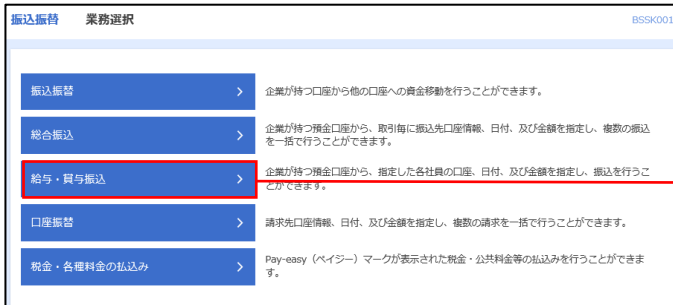 振込振替 業務選択 BSSK001
振込振替
企業が持つ口座から他の口座への資金移動を行うことができます。
総合振込
企業が持つ預金口座から、取引毎に振込先口座情報、日付、及び金額を指定し、複数の振込
を一括で行うことができます。
給与・賞与振込
企業が持つ預金口座から、指定した各社員の口座、日付、及び金額を指定し、振込を行うこ
とができます。
口座振替
請求先口座情報、日付、及び金額を指定し、複数の請求を一括で行うことができます。
税金・各種料金の払込み
Pay-easy（ペイジー）マークが表示された税金・公共料金等の払込みを行うことができま
す。